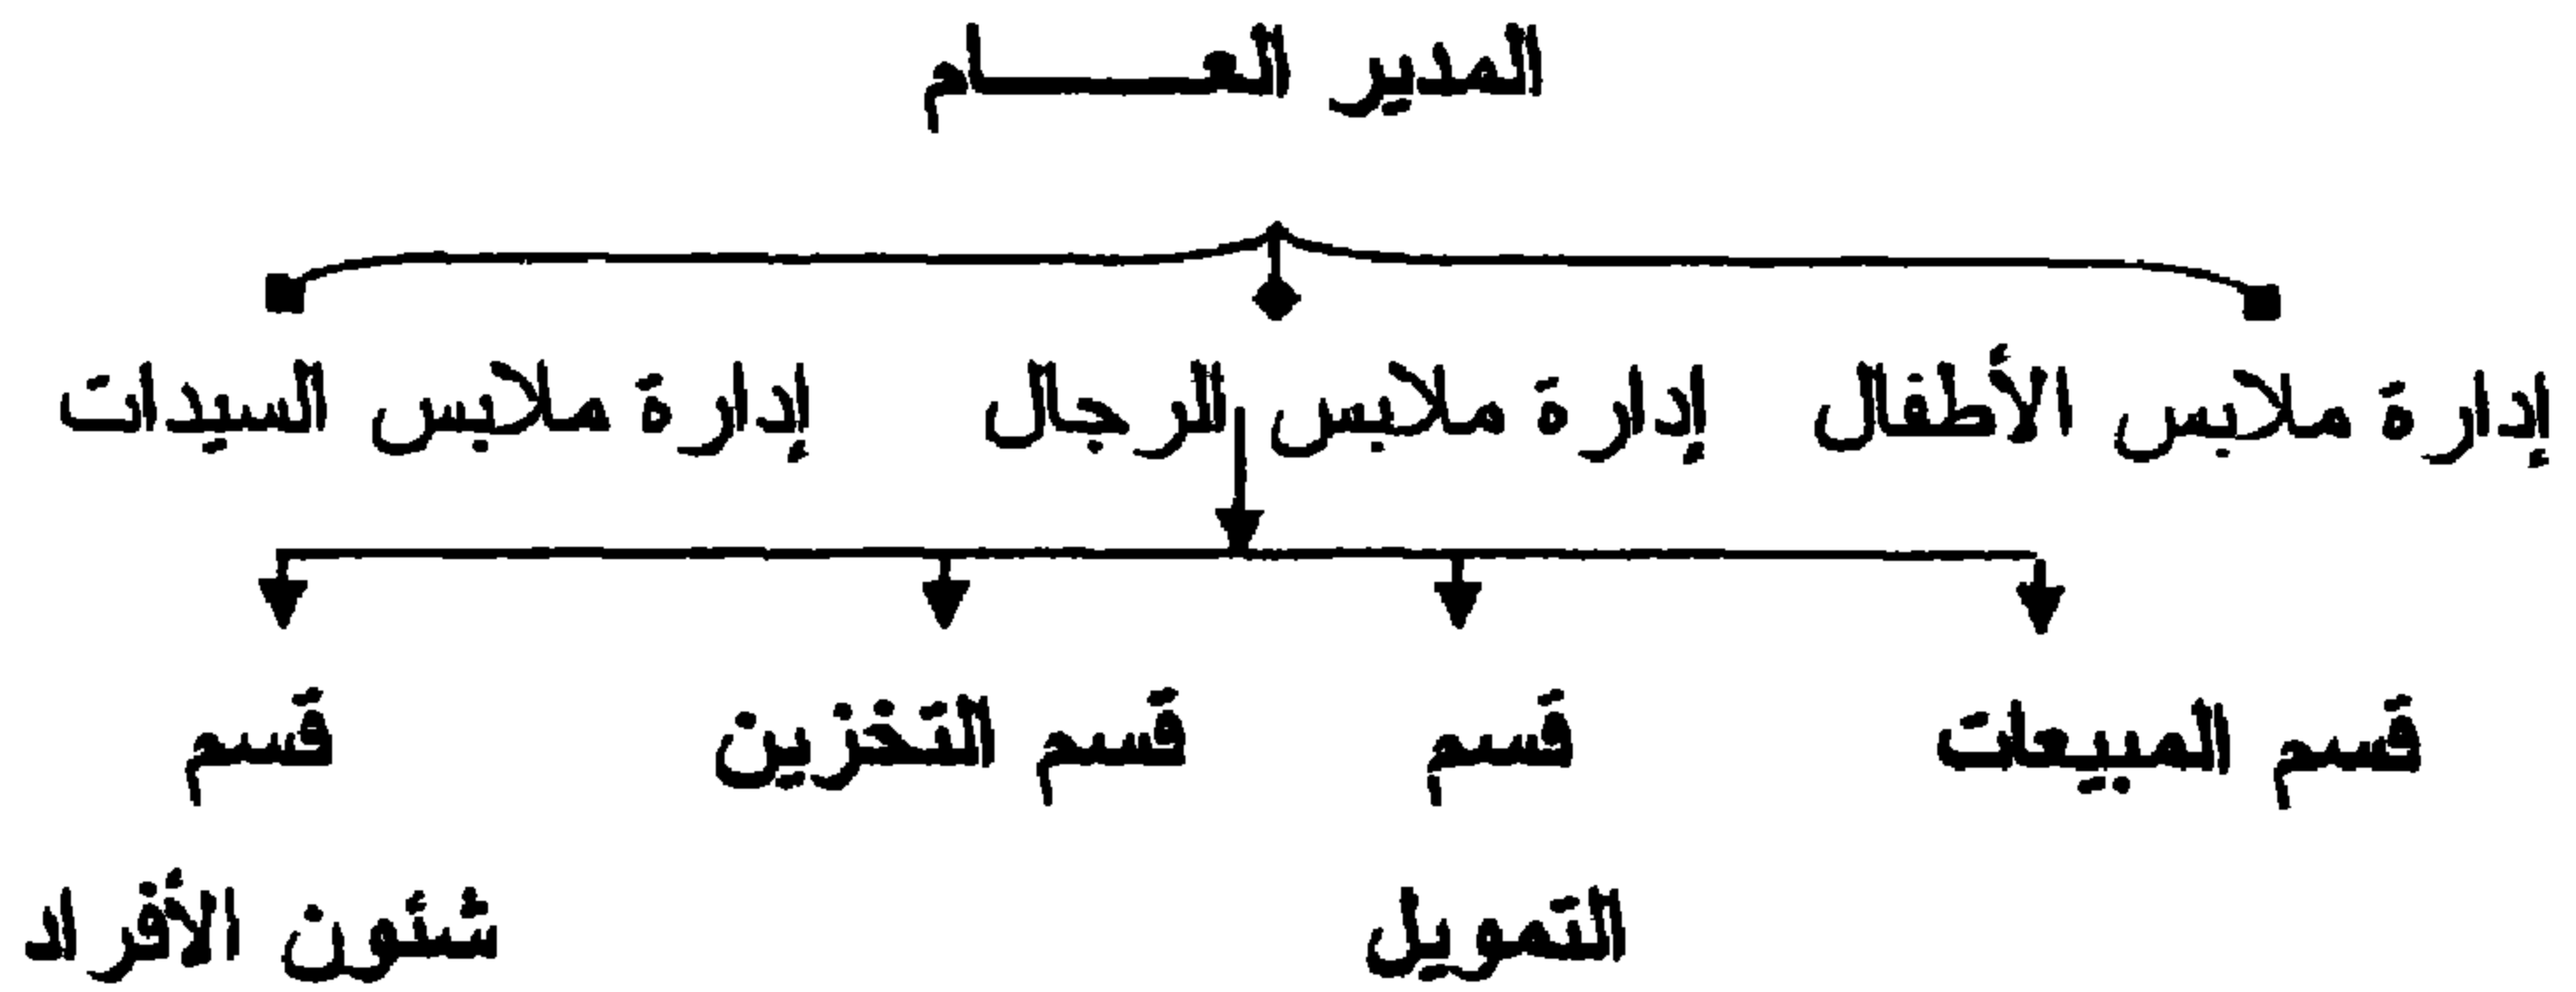 المدير العـــــام
إدارة ملابس الأطفال إدارة ملابس الرجال إدارة ملابس السيدات
قسم المبيعات قسم قسم التخزين قسم
التمويل شئون الأفراد